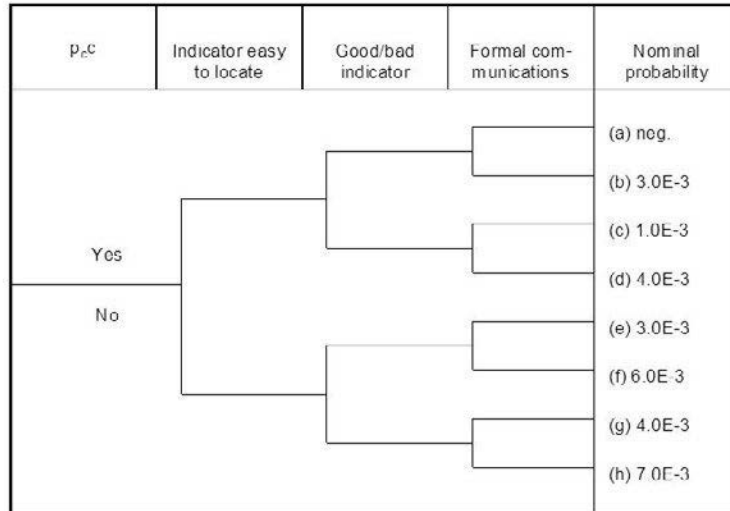 pcc
Indicator easy
to locate
Good/bad
indicator
Formal com-
munications
Nominal
probability
Yes
No
(a) neg.
(b) 3.0E-3
(c) 1.0E-3
(d) 4.0E-3
(e) 3.0E-3
(f) 6.0E-3
(g) 4.0E-3
(h) 7.0E-3